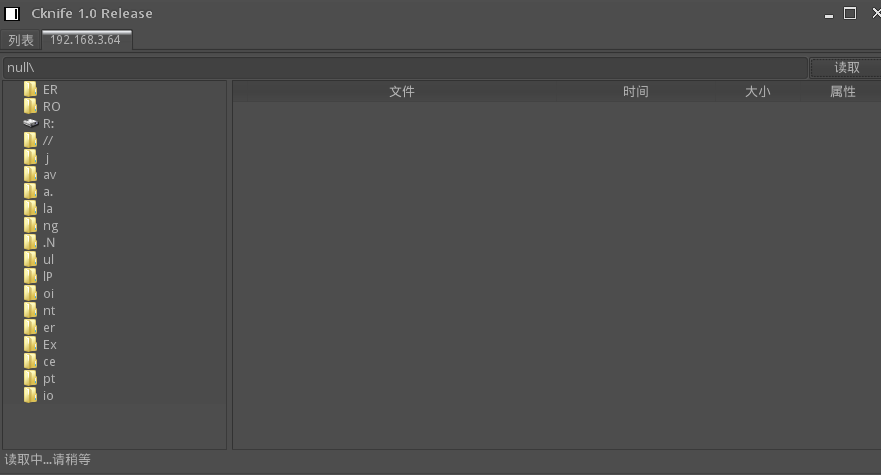 Cknife 1.0 Release
列表 192.168.3.64
null\ 读取
文件 时间 大小 属性
ER
RO
R:
//
j
av
a.
la
ng
.N
ul
lP
oi
nt
er
Ex
ce
pt
io
读取中...请稍等